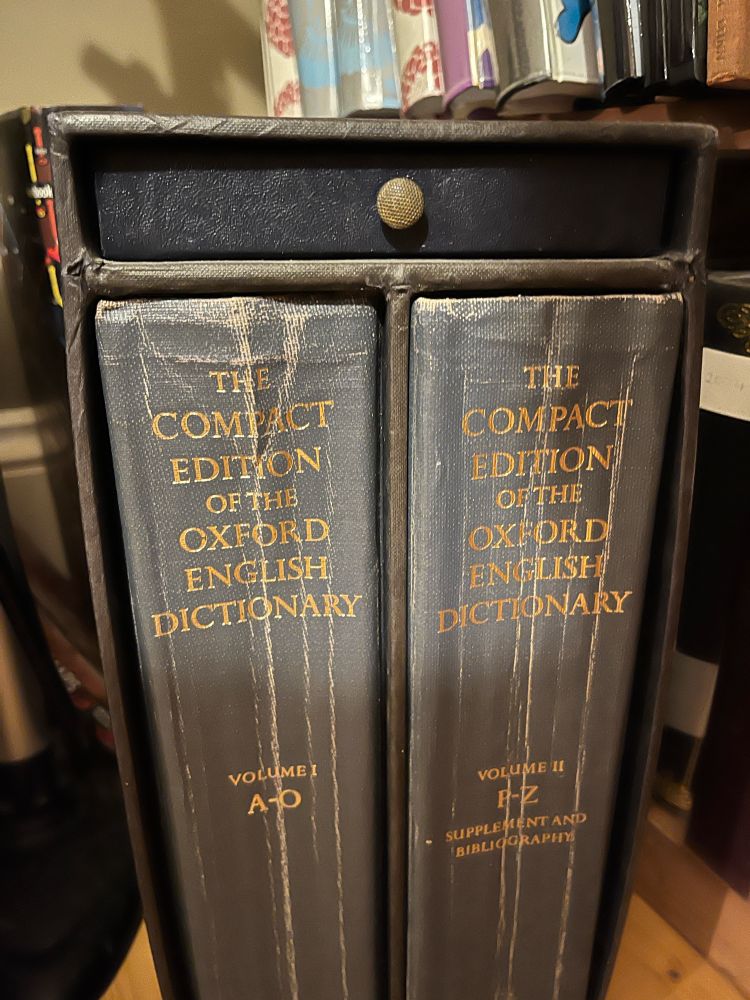 THE
COMPACT
EDITION
OF THE
OXFORD
ENGLISH
DICTIONARY
VOLUME I
A-O
THE
COMPACT
EDITION
OF THE
OXFORD
ENGLISH
DICTIONARY
VOLUME II
P-Z
SUPPLEMENT AND
BIBLIOGRAPHY